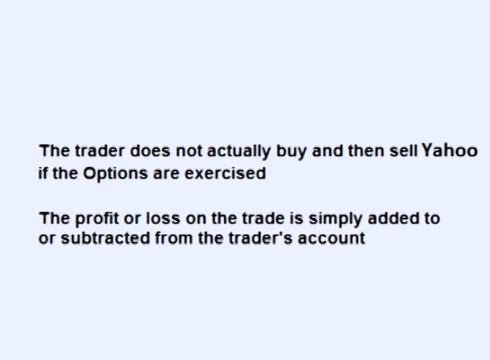 The trader does not actually buy and then sell Yahoo
if the Options are exercised
The profit or loss on the trade is simply added to
or subtracted from the trader's account